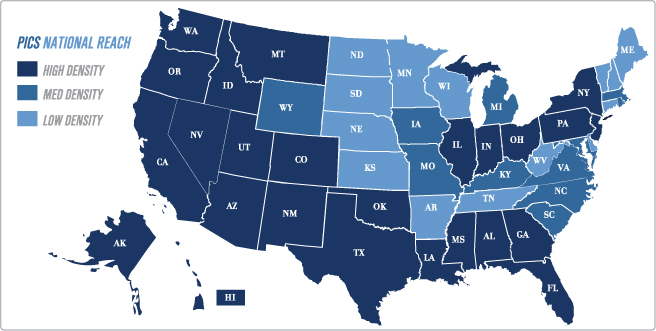 PICS NATIONAL REACH
HIGH DENSITY
MED DENSITY
LOW DENSITY
WA
MT
ND
MN
ME
OR
ID
SD
WI
NY
WY
MI
NE
IA
PA
NV
UT
CO
IL
IN
OH
CA
KS
MO
WV
VA
KY
NC
AZ
NM
OK
AR
TN
SC
AK
TX
MS
AL
GA
LA
FL
HI